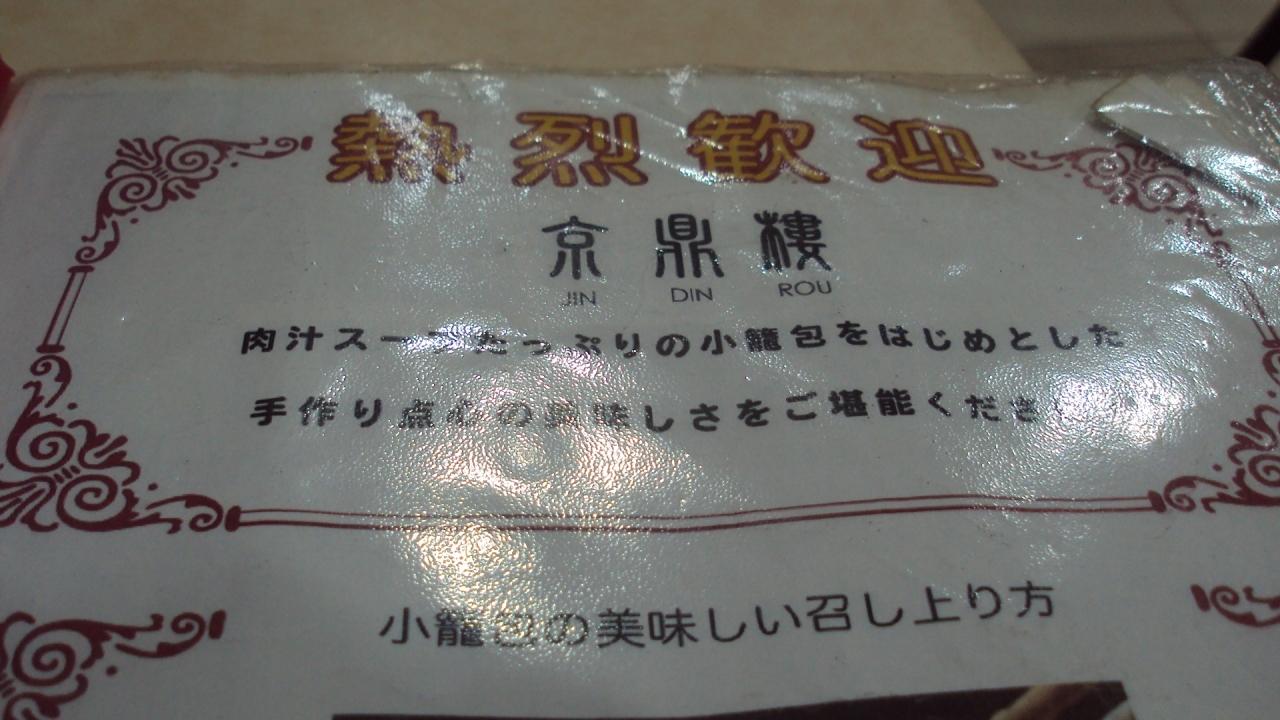 熱烈歓迎
京鼎樓
JIN DIN ROU
肉汁スープたっぷりの小籠包をはじめとした
手作り点心の美味しさをご堪能くださ
小籠包の美味しい召し上り方